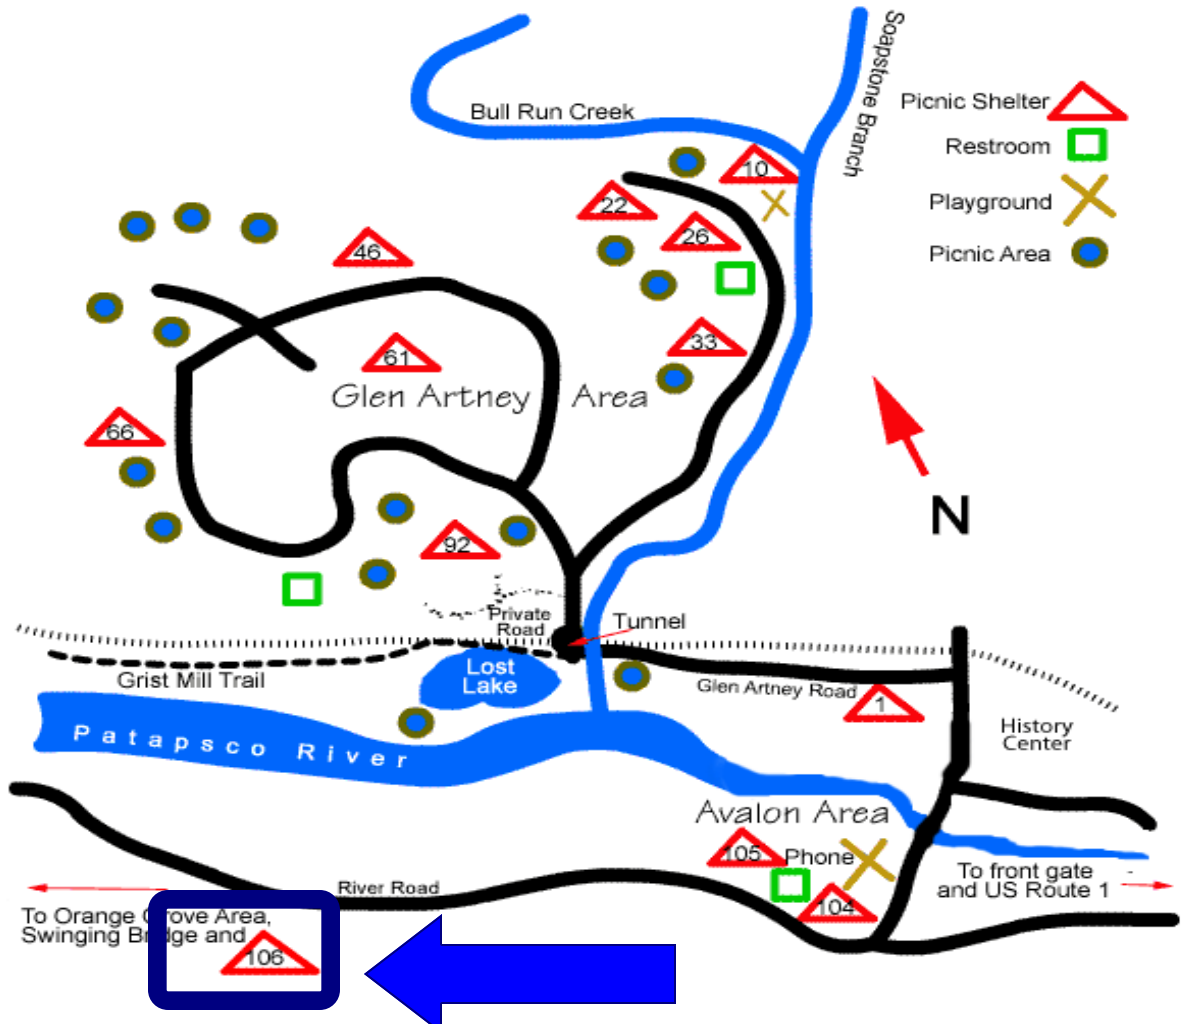 Soapstone Branch
Bull Run Creek
Picnic Shelter
Restroom
Playground
Picnic Area
10
22
26
46
33
61
Glen Artney Area
66
92
N
Private
Road
Tunnel
Lost
Lake
Grist Mill Trail
Glen Artney Road
1
History
Center
Patapsco River
Avalon Area
105
Phone
104
To front gate
and US Route 1
River Road
To Orange Grove Area,
Swinging Bridge and
106